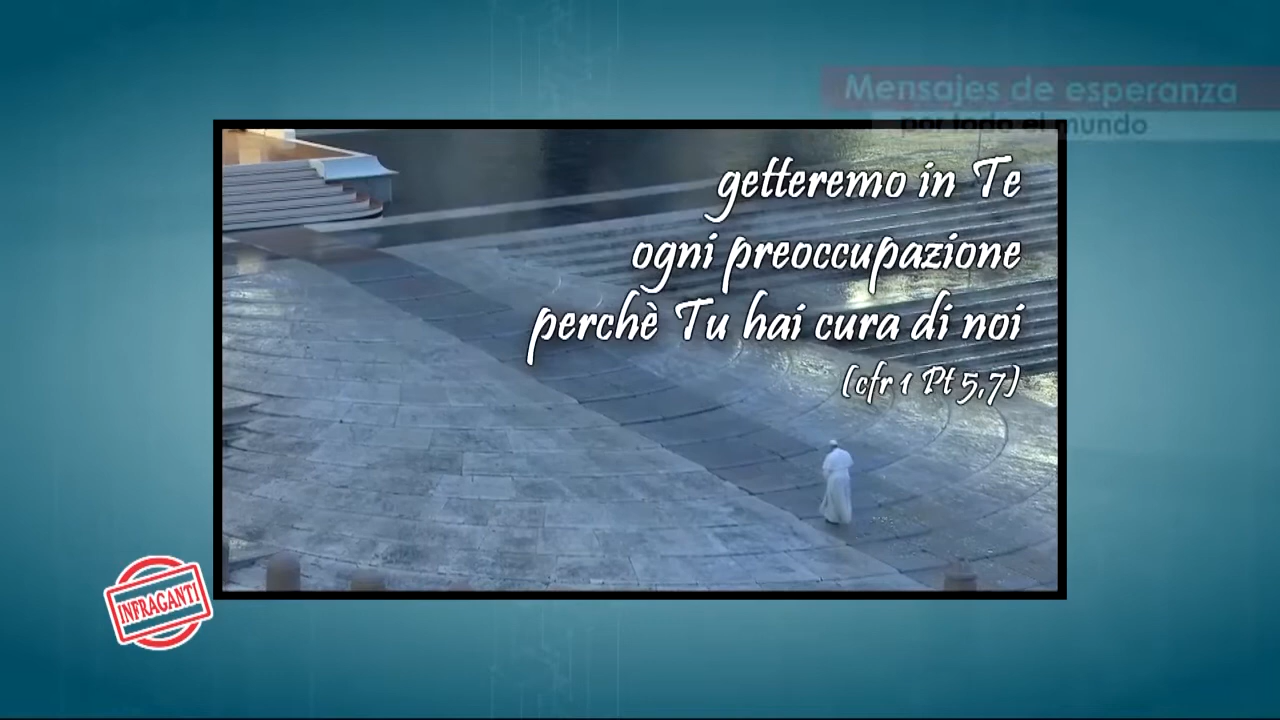 Mensajes de esperanza
por todo el mundo
getteremo in Te
ogni preoccupazione
perchè Tu hai cura di noi
(cfr 1 Pt 5,7)
INFRAGANTI